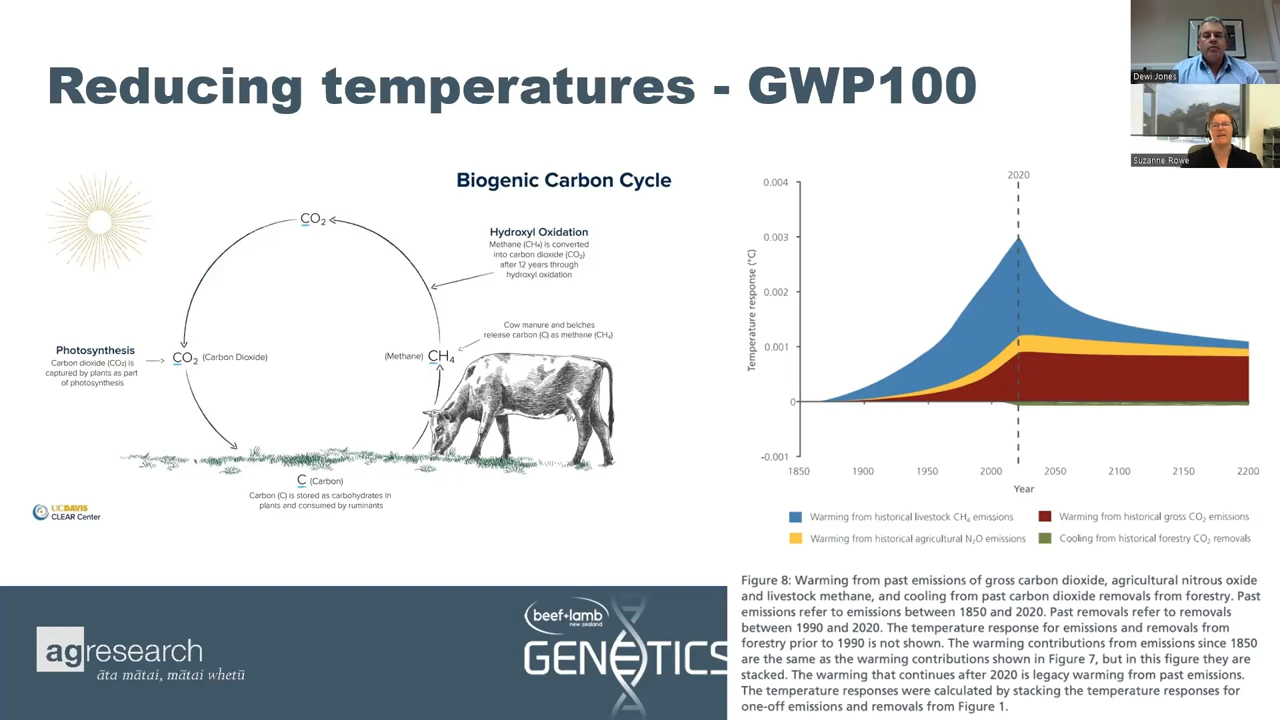 Reducing temperatures - GWP100
Dewi Jones
Suzanne Rowe
Biogenic Carbon Cycle
CO₂
Hydroxyl Oxidation
Methane (CH₄) is converted
into carbon dioxide (CO₂)
after 12 years through
hydroxyl oxidation
Cow manure and belches
release carbon (C) as methane (CH₄)
(Methane) CH₄
Photosynthesis
Carbon dioxide (CO₂) is
captured by plants as part
of photosynthesis
CO₂ (Carbon Dioxide)
C (Carbon)
Carbon (C) is stored as carbohydrates in
plants and consumed by ruminants
UC DAVIS
CLEAR Center
2020
Temperature response (°C)
0.004
0.003
0.002
0.001
0
-0.001
1850 1900 1950 2000 2050 2100 2150 2200
Year
Warming from historical livestock CH₄ emissions
Warming from historical gross CO₂ emissions
Warming from historical agricultural N₂O emissions
Cooling from historical forestry CO₂ removals
Figure 8: Warming from past emissions of gross carbon dioxide, agricultural nitrous oxide
and livestock methane, and cooling from past carbon dioxide removals from forestry. Past
emissions refer to emissions between 1850 and 2020. Past removals refer to removals
between 1990 and 2020. The temperature response for emissions and removals from
forestry prior to 1990 is not shown. The warming contributions from emissions since 1850
are the same as the warming contributions shown in Figure 7, but in this figure they are
stacked. The warming that continues after 2020 is legacy warming from past emissions.
The temperature responses were calculated by stacking the temperature responses for
one-off emissions and removals from Figure 1.
agresearch
āta mātai, mātai whetū
beef+lamb
new zealand
GENETICS